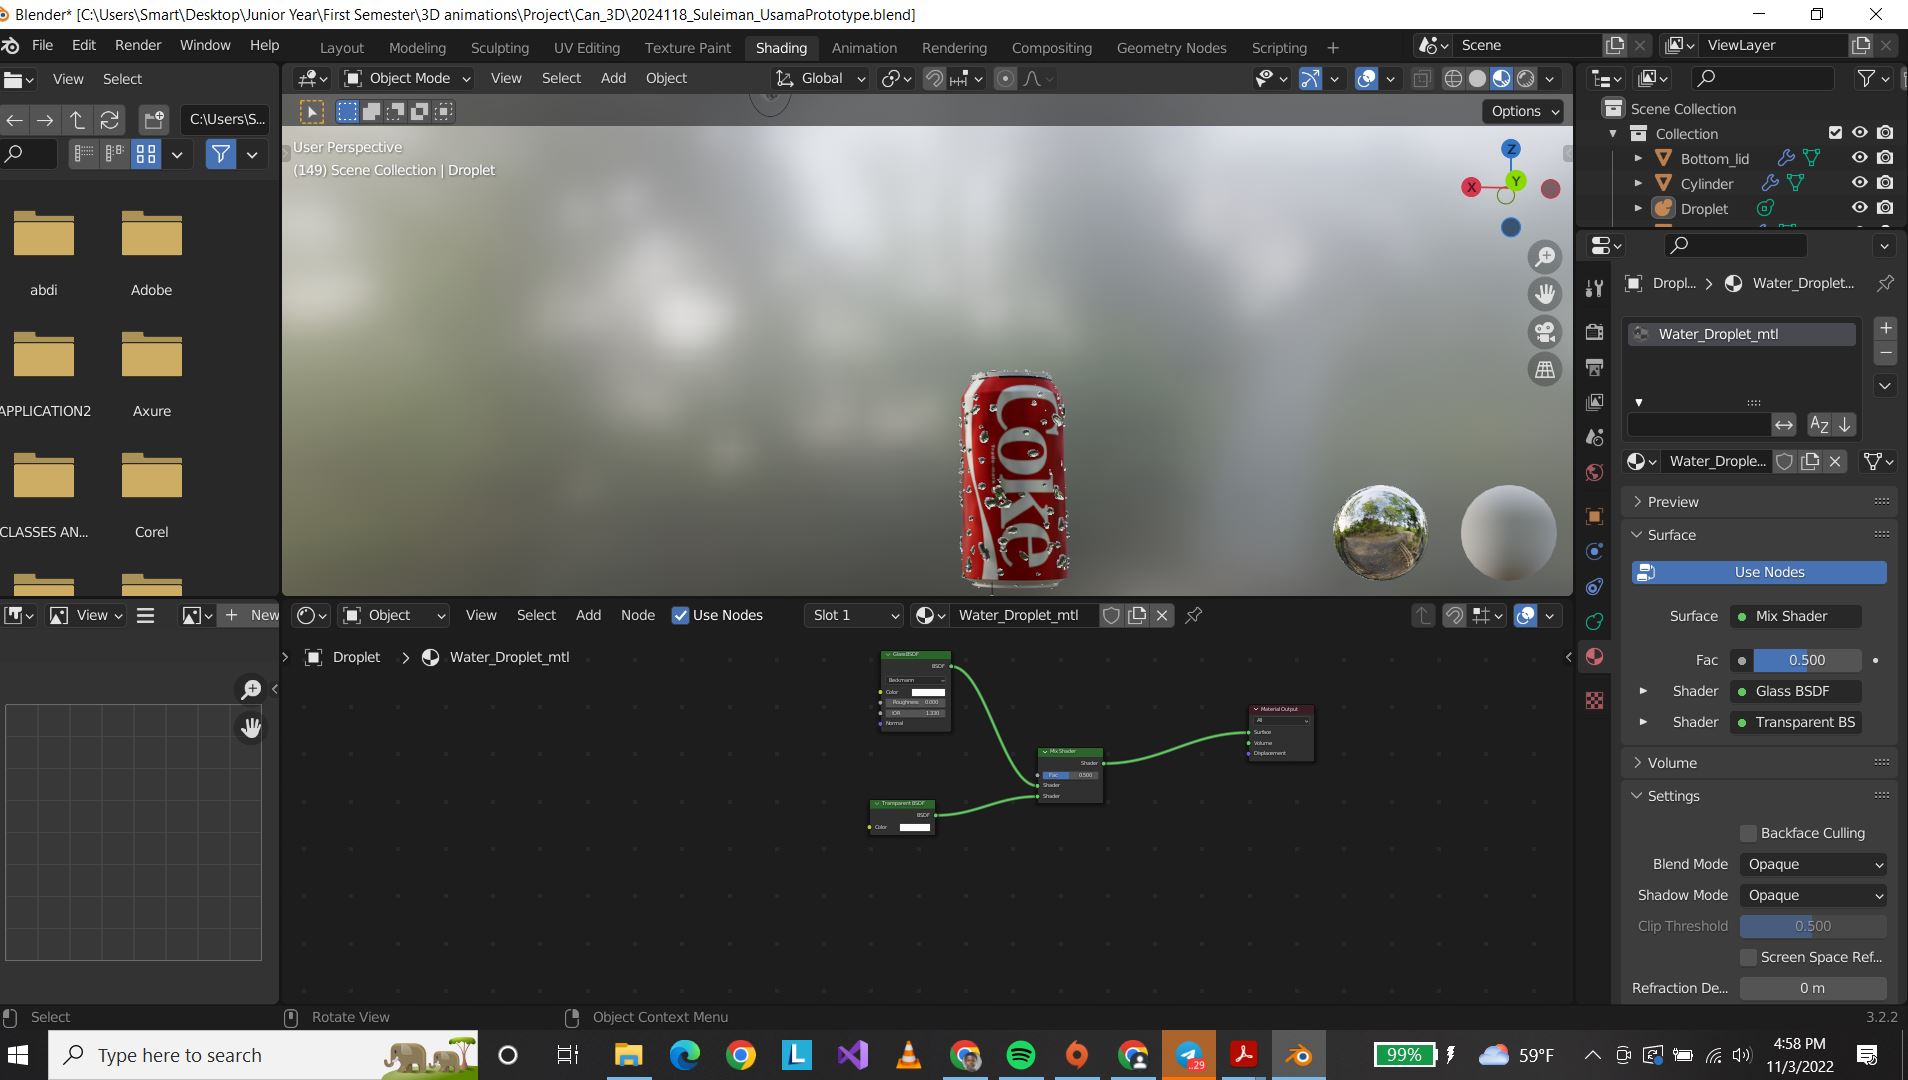 Blender* [C:\Users\Smart\Desktop\Junior Year\First Semester\3D animations\Project\Can_3D\2024118_Suleiman_UsamaPrototype.blend]
File Edit Render Window Help
Layout Modeling Sculpting UV Editing Texture Paint Shading Animation Rendering Compositing Geometry Nodes Scripting +
Scene
ViewLayer
View Select
Object Mode View Select Add Object
Global
C:\Users\S...
Options
User Perspective
(149) Scene Collection | Droplet
Z
X
Y
Scene Collection
Collection
Bottom_lid
Cylinder
Droplet
abdi
Adobe
APPLICATION2
Axure
CLASSES AN...
Corel
Coke
Dropl... > Water_Droplet...
Water_Droplet_mtl
Water_Drople...
Preview
Surface
Use Nodes
Surface Mix Shader
Fac 0.500
Shader Glass BSDF
Shader Transparent BS
Volume
Settings
Backface Culling
Blend Mode Opaque
Shadow Mode Opaque
Clip Threshold 0.500
Screen Space Ref...
Refraction De... 0 m
View
New
Object View Select Add Node Use Nodes
Slot 1
Water_Droplet_mtl
Droplet > Water_Droplet_mtl
Glass BSDF
BSDF
Beckmann
Color
Roughness 0.000
IOR 1.330
Normal
Transparent BSDF
BSDF
Color
Mix Shader
Shader
Fac 0.500
Shader
Shader
Material Output
All
Surface
Volume
Displacement
Select
Rotate View
Object Context Menu
3.2.2
Type here to search
..29
99%
59°F
4:58 PM
11/3/2022